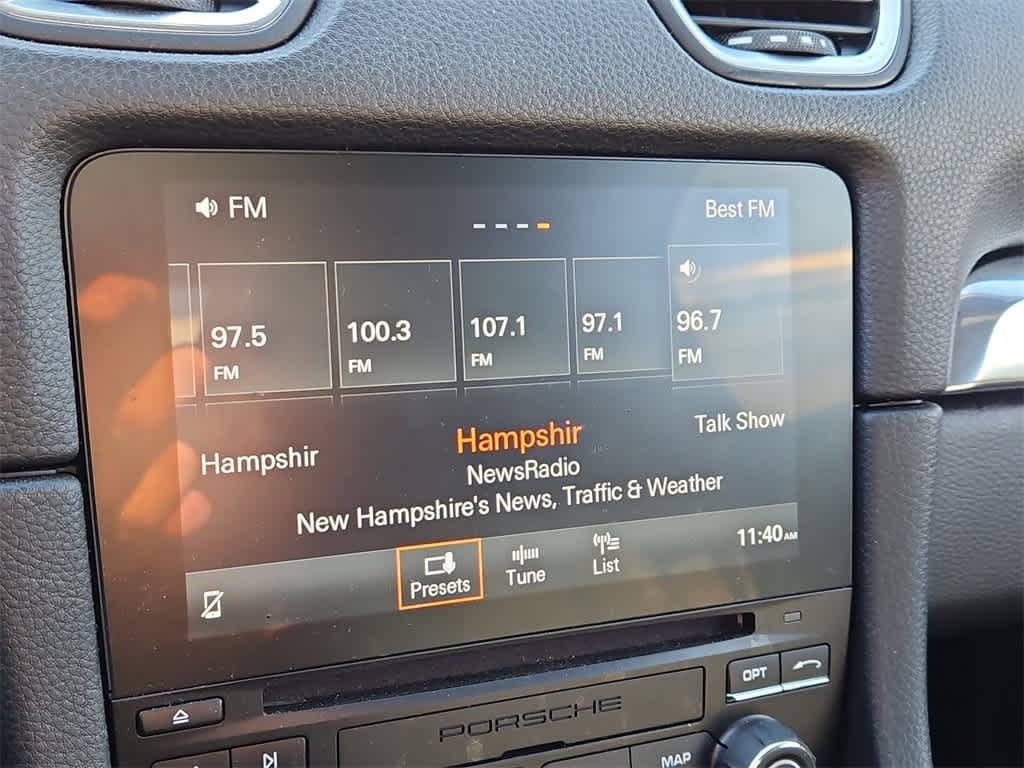 FM
Best FM
97.5
FM
100.3
FM
107.1
FM
97.1
FM
96.7
FM
Hampshir
Hampshir
Talk Show
NewsRadio
New Hampshire's News, Traffic & Weather
Presets
Tune
List
11:40AM
OPT
PORSCHE
MAP